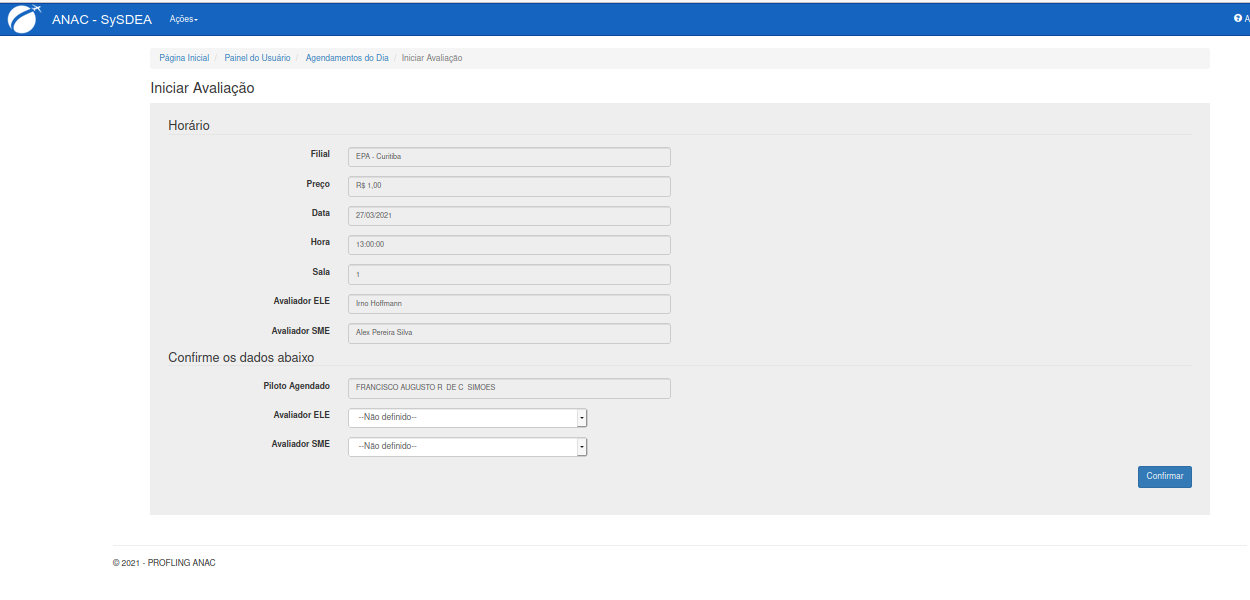 ANAC - SySDEA Ações A
Página Inicial / Painel do Usuário / Agendamentos do Dia / Iniciar Avaliação
Iniciar Avaliação
Horário
Filial EPA - Curitiba
Preço R$ 1,00
Data 27/03/2021
Hora 13:00:00
Sala 1
Avaliador ELE Irno Hoffmann
Avaliador SME Alex Pereira Silva
Confirme os dados abaixo
Piloto Agendado FRANCISCO AUGUSTO R DE C SIMOES
Avaliador ELE --Não definido--
Avaliador SME --Não definido--
Confirmar
© 2021 - PROFLING ANAC